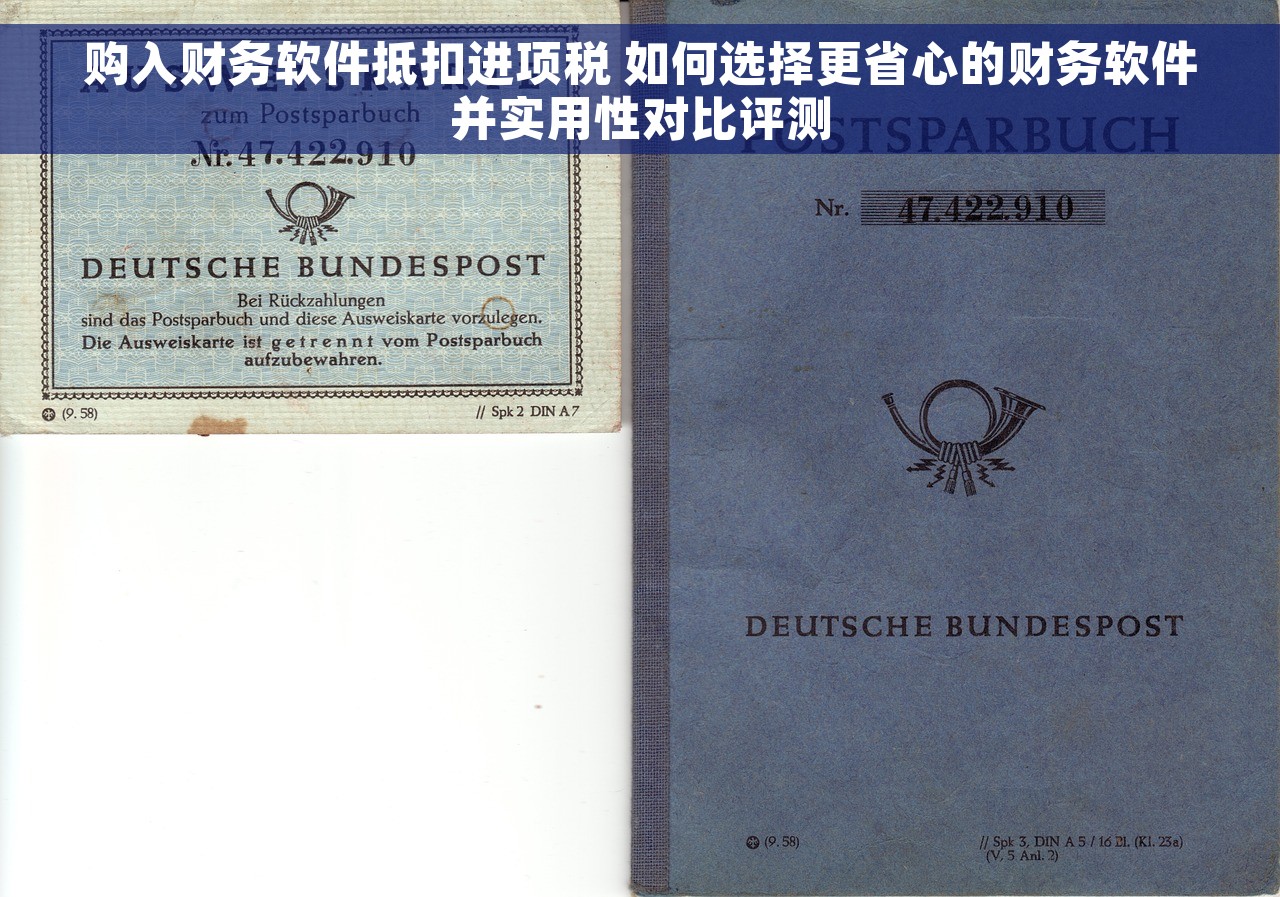 购入财务软件抵扣进项税 如何选择更省心的财务软件
并实用性对比评测
AUSWEISKARTE
zum Postsparbuch
Nr. 47.422.910
DEUTSCHE BUNDESPOST
Bei Rückzahlungen
sind das Postsparbuch und diese Ausweiskarte vorzulegen.
Die Ausweiskarte ist getrennt vom Postsparbuch
aufzubewahren.
(9.58)
// Spk 2 DIN A 7
POSTSPARBUCH
Nr. 47.422.910
DEUTSCHE BUNDESPOST
(9.58)
// Spk 3, DIN A 5 / 16 Bl. (Kl. 23a)
(V, 5 Anl. 2)